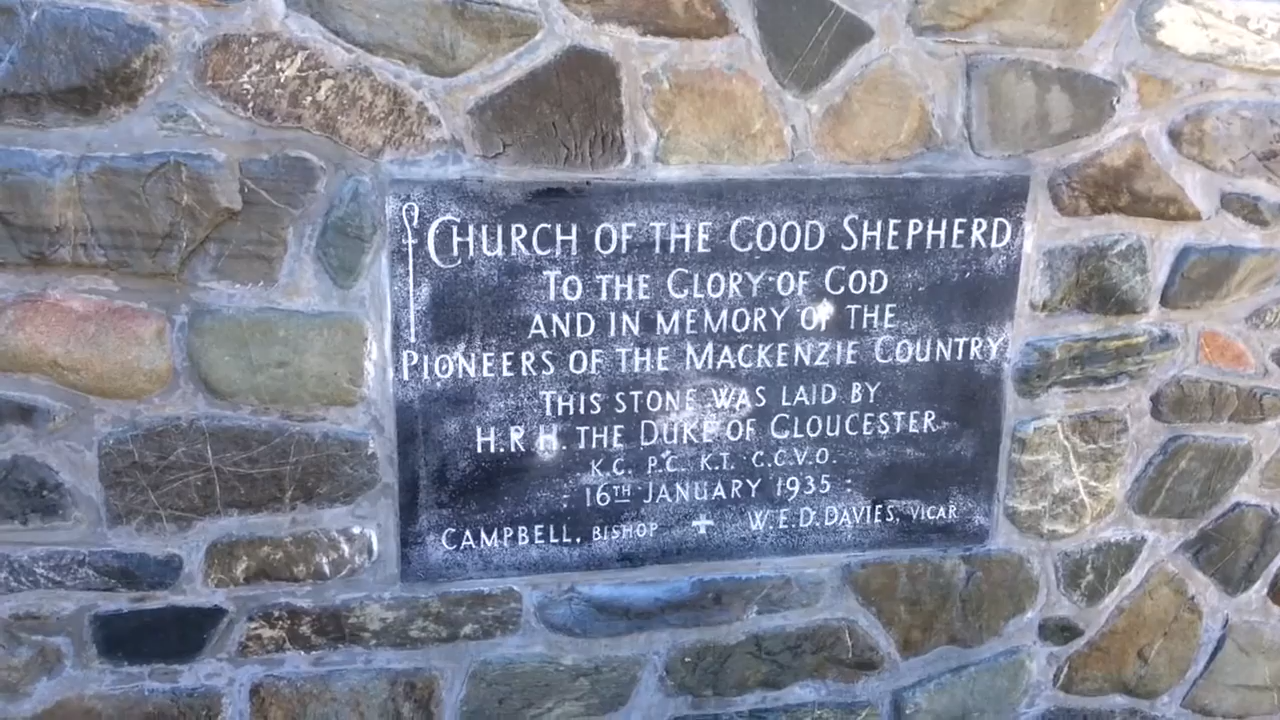 CHURCH OF THE GOOD SHEPHERD
TO THE GLORY OF GOD
AND IN MEMORY OF THE
PIONEERS OF THE MACKENZIE COUNTRY
THIS STONE WAS LAID BY
H.R.H. THE DUKE OF GLOUCESTER
K.G. P.C. K.T. G.C.V.O.
: 16TH JANUARY 1935 :
CAMPBELL, BISHOP + W.E.D. DAVIES, VICAR